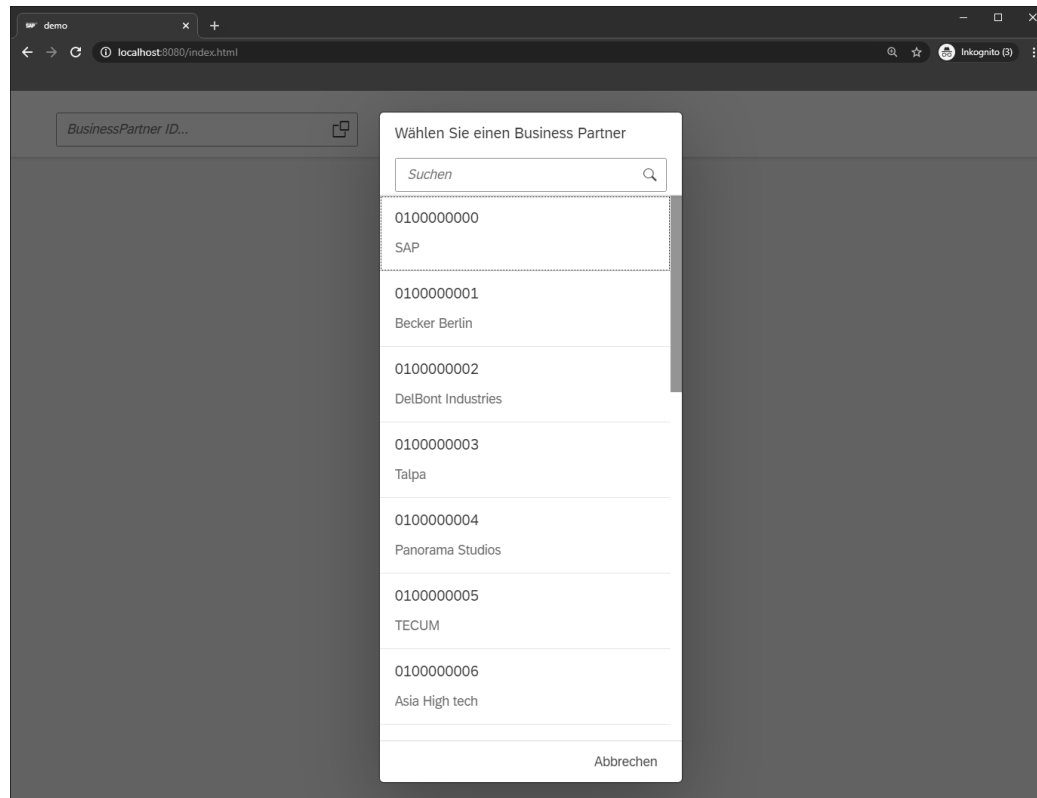 SAP demo
localhost:8080/index.html
Inkognito (3)
BusinessPartner ID...
Wählen Sie einen Business Partner
Suchen
0100000000
SAP
0100000001
Becker Berlin
0100000002
DelBont Industries
0100000003
Talpa
0100000004
Panorama Studios
0100000005
TECUM
0100000006
Asia High tech
Abbrechen